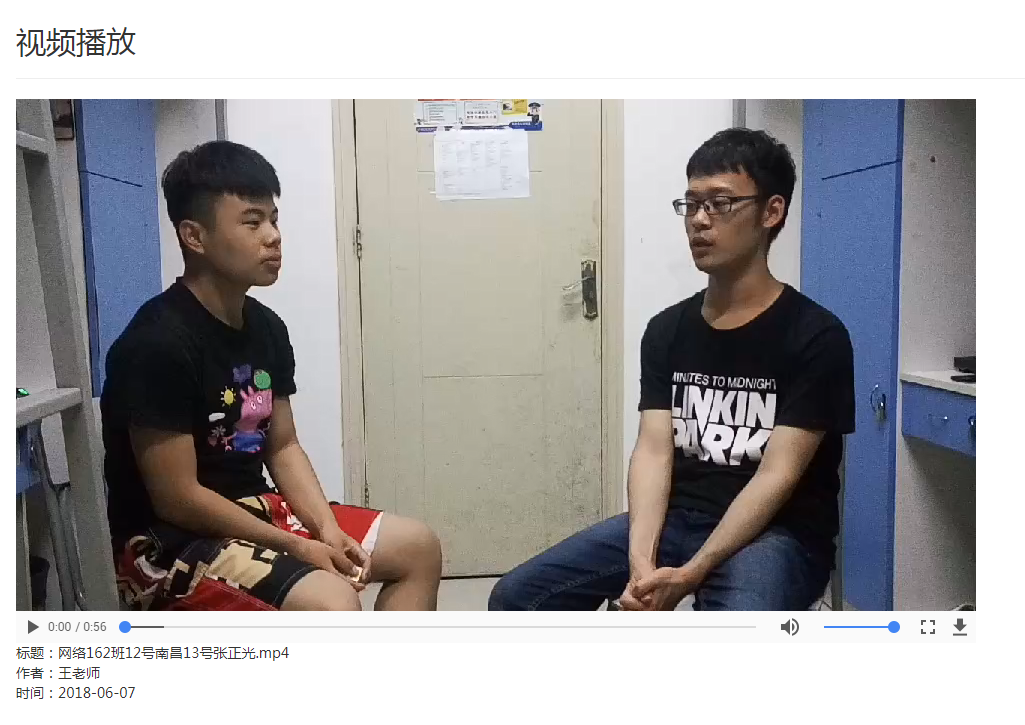 视频播放
MINUTES TO MIDNIGHT
LINKIN
PARK
0:00 / 0:56
标题：网络162班12号南昌13号张正光.mp4
作者：王老师
时间：2018-06-07